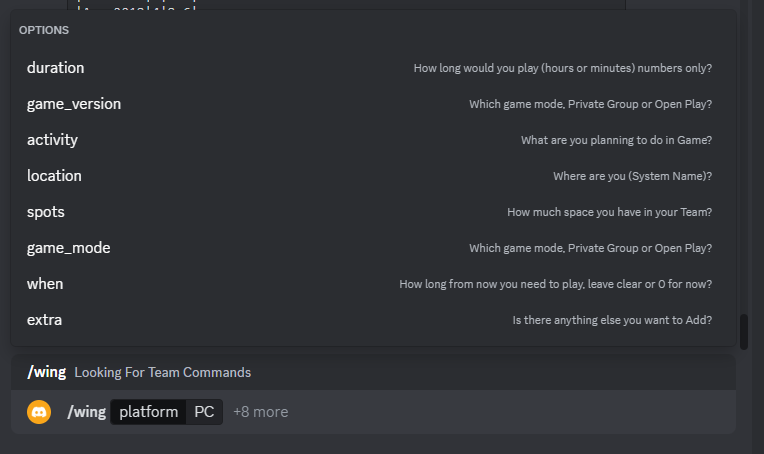 OPTIONS
duration How long would you play (hours or minutes) numbers only?
game_version Which game mode, Private Group or Open Play?
activity What are you planning to do in Game?
location Where are you (System Name)?
spots How much space you have in your Team?
game_mode Which game mode, Private Group or Open Play?
when How long from now you need to play, leave clear or 0 for now?
extra Is there anything else you want to Add?
/wing Looking For Team Commands
/wing platform PC +8 more